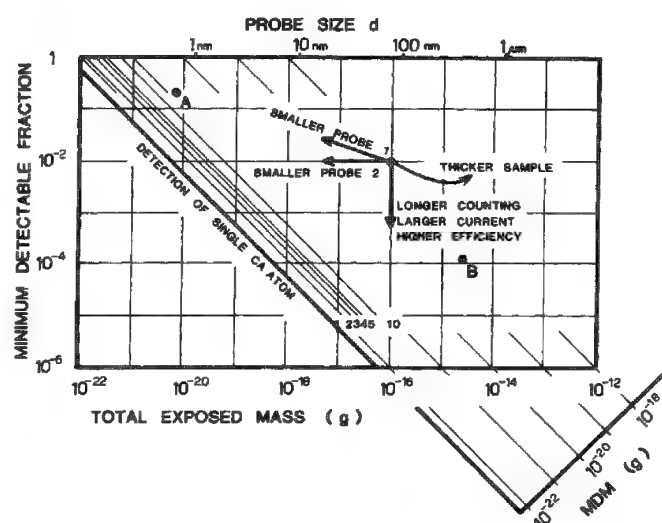 PROBE SIZE d
1nm 10nm 100nm 1μm
MINIMUM DETECTABLE FRACTION
1
10⁻²
10⁻⁴
10⁻⁶
A
SMALLER PROBE 1
SMALLER PROBE 2
THICKER SAMPLE
LONGER COUNTING
LARGER CURRENT
HIGHER EFFICIENCY
B
DETECTION OF SINGLE CA ATOM
2345 10
10⁻²² 10⁻²⁰ 10⁻¹⁸ 10⁻¹⁶ 10⁻¹⁴ 10⁻¹²
TOTAL EXPOSED MASS (g)
10⁻²² 10⁻²⁰ 10⁻¹⁸
MDM (g)